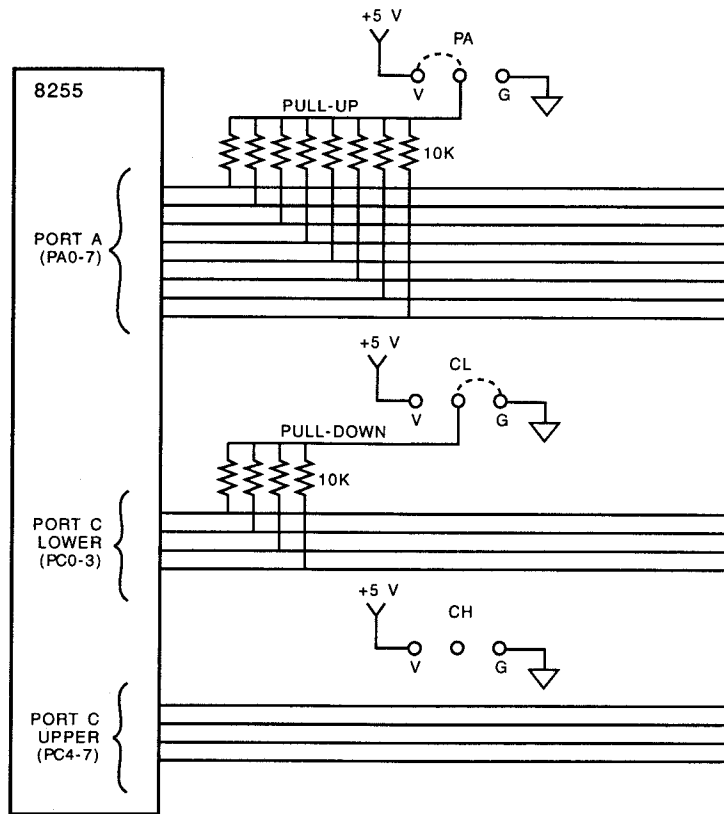 +5 V
PA
8255
V
G
PULL-UP
10K
PORT A
(PA0-7)
+5 V
CL
V
G
PULL-DOWN
10K
PORT C
LOWER
(PC0-3)
+5 V
CH
V
G
PORT C
UPPER
(PC4-7)